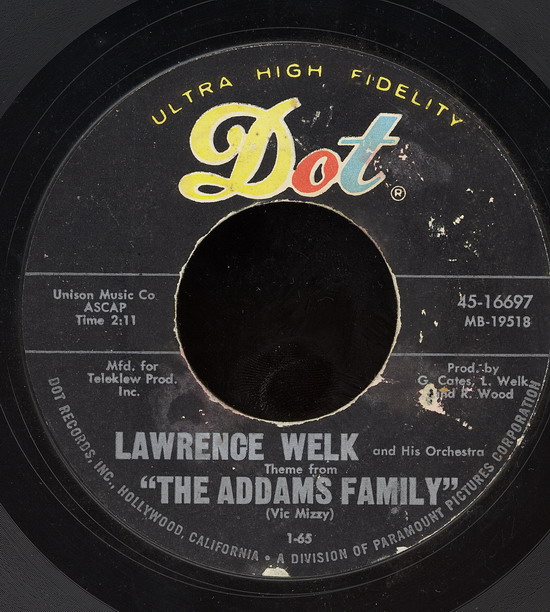 ULTRA HIGH FIDELITY
Dot®
Unison Music Co
ASCAP
Time 2:11
45-16697
MB-19518
Mfd. for
Teleklew Prod.
Inc.
Prod. by
G. Cates, L. Welk
and R. Wood
LAWRENCE WELK and His Orchestra
Theme from
"THE ADDAMS FAMILY"
(Vic Mizzy)
1-65
DOT RECORDS, INC., HOLLYWOOD, CALIFORNIA • A DIVISION OF PARAMOUNT PICTURES CORPORATION